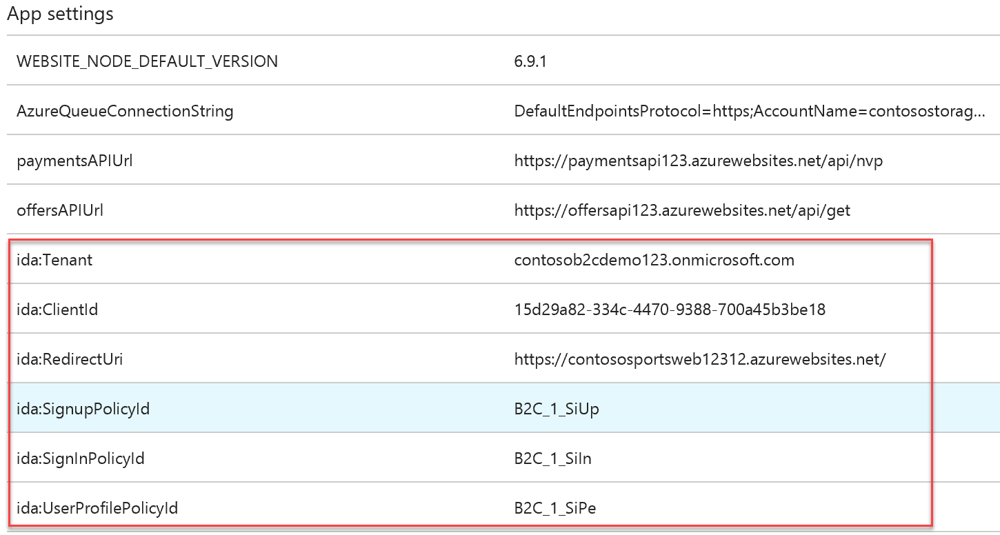 App settings
WEBSITE_NODE_DEFAULT_VERSION 6.9.1
AzureQueueConnectionString DefaultEndpointsProtocol=https;AccountName=contosostorag...
paymentsAPIUrl https://paymentsapi123.azurewebsites.net/api/nvp
offersAPIUrl https://offersapi123.azurewebsites.net/api/get
ida:Tenant contosob2cdemo123.onmicrosoft.com
ida:ClientId 15d29a82-334c-4470-9388-700a45b3be18
ida:RedirectUri https://contososportsweb12312.azurewebsites.net/
ida:SignupPolicyId B2C_1_SiUp
ida:SignInPolicyId B2C_1_SiIn
ida:UserProfilePolicyId B2C_1_SiPe